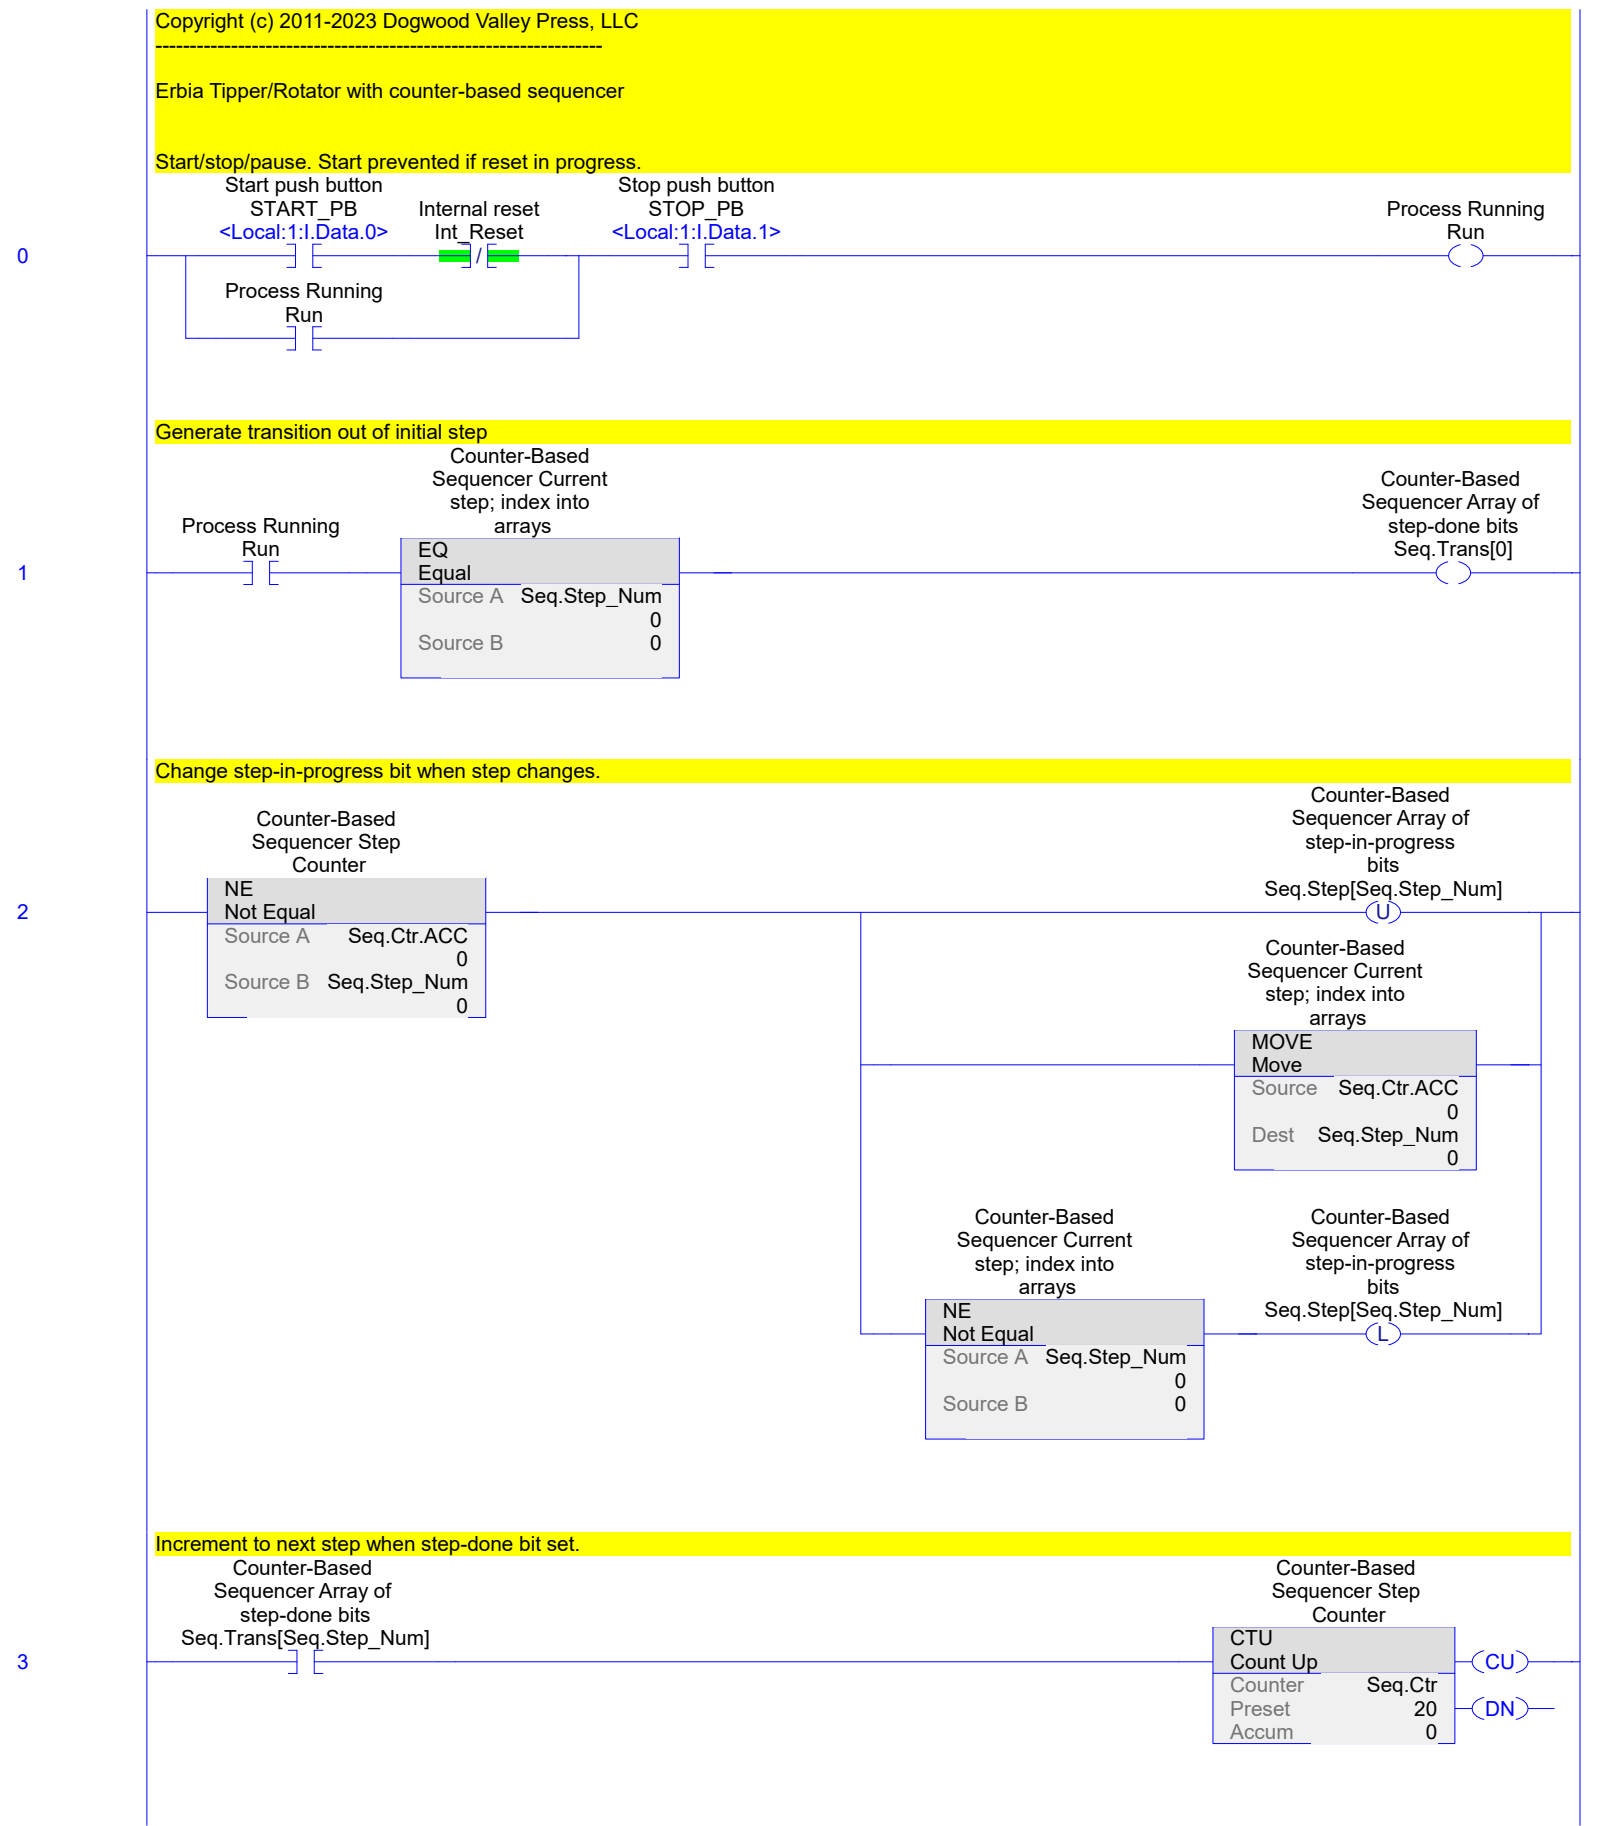 Copyright (c) 2011-2023 Dogwood Valley Press, LLC
-----------------------------------------------------------------
Erbia Tipper/Rotator with counter-based sequencer
Start/stop/pause. Start prevented if reset in progress.
0
Start push button
START_PB
<Local:1:I.Data.0>
Internal reset
Int_Reset
/
Stop push button
STOP_PB
<Local:1:I.Data.1>
Process Running
Run
Process Running
Run
Generate transition out of initial step
1
Process Running
Run
Counter-Based
Sequencer Current
step; index into
arrays
EQ
Equal
Source A Seq.Step_Num
0
Source B 0
Counter-Based
Sequencer Array of
step-done bits
Seq.Trans[0]
Change step-in-progress bit when step changes.
2
Counter-Based
Sequencer Step
Counter
NE
Not Equal
Source A Seq.Ctr.ACC
0
Source B Seq.Step_Num
0
Counter-Based
Sequencer Array of
step-in-progress
bits
Seq.Step[Seq.Step_Num]
U
Counter-Based
Sequencer Current
step; index into
arrays
MOVE
Move
Source Seq.Ctr.ACC
0
Dest Seq.Step_Num
0
Counter-Based
Sequencer Current
step; index into
arrays
NE
Not Equal
Source A Seq.Step_Num
0
Source B 0
Counter-Based
Sequencer Array of
step-in-progress
bits
Seq.Step[Seq.Step_Num]
L
Increment to next step when step-done bit set.
3
Counter-Based
Sequencer Array of
step-done bits
Seq.Trans[Seq.Step_Num]
Counter-Based
Sequencer Step
Counter
CTU
Count Up
Counter Seq.Ctr
Preset 20
Accum 0
CU
DN